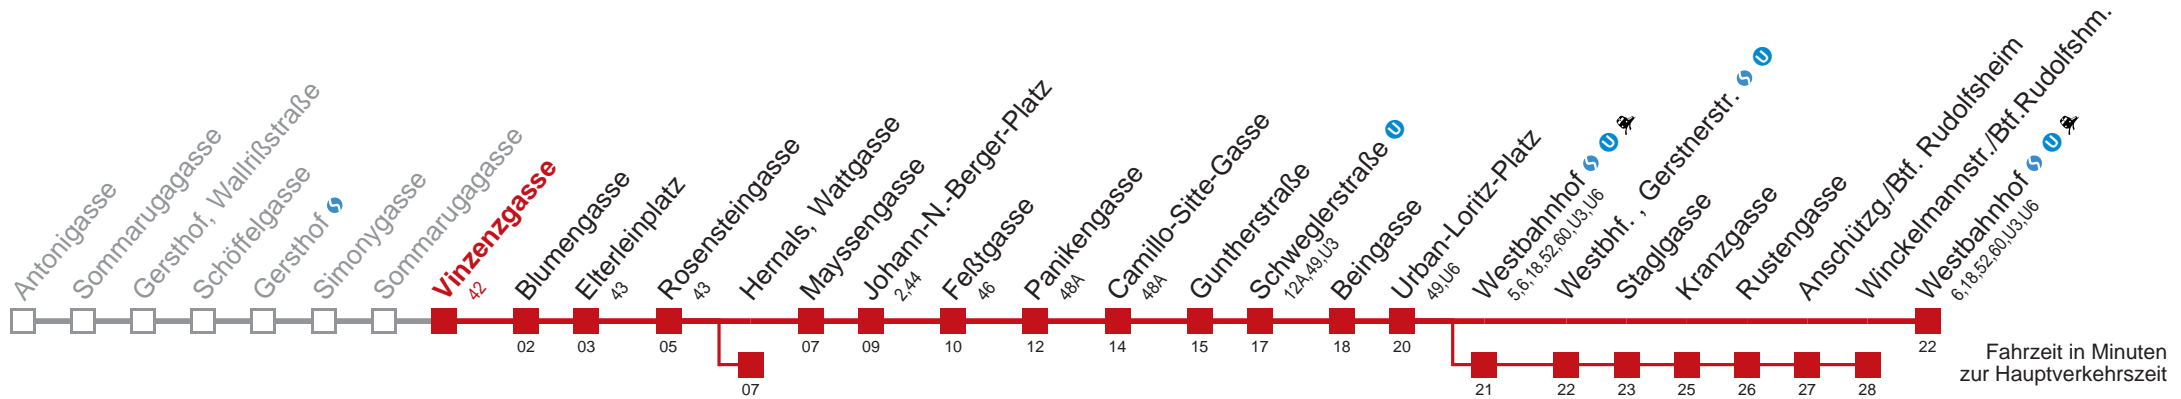 Antonigasse
Sommarugagasse
Gersthof, Wallrißstraße
Schöffelgasse
Gersthof S
Simonygasse
Sommarugagasse
Vinzenzgasse
42
Blumengasse
Elterleinplatz
43
Rosensteingasse
43
Hernals, Wattgasse
Mayssengasse
Johann-N.-Berger-Platz
2,44
Feßtgasse
46
Panikengasse
48A
Camillo-Sitte-Gasse
48A
Guntherstraße
Schweglerstraße U
12A,49,U3
Beingasse
Urban-Loritz-Platz
49,U6
Westbahnhof S U
5,6,18,52,60,U3,U6
Westbhf. , Gerstnerstr. S U
Staglgasse
Kranzgasse
Rustengasse
Anschützg./Btf. Rudolfsheim
Winckelmannstr./Btf.Rudolfshm.
Westbahnhof S U
6,18,52,60,U3,U6
02 03 05 07 09 10 12 14 15 17 18 20 22
07 21 22 23 25 26 27 28
Fahrzeit in Minuten
zur Hauptverkehrszeit